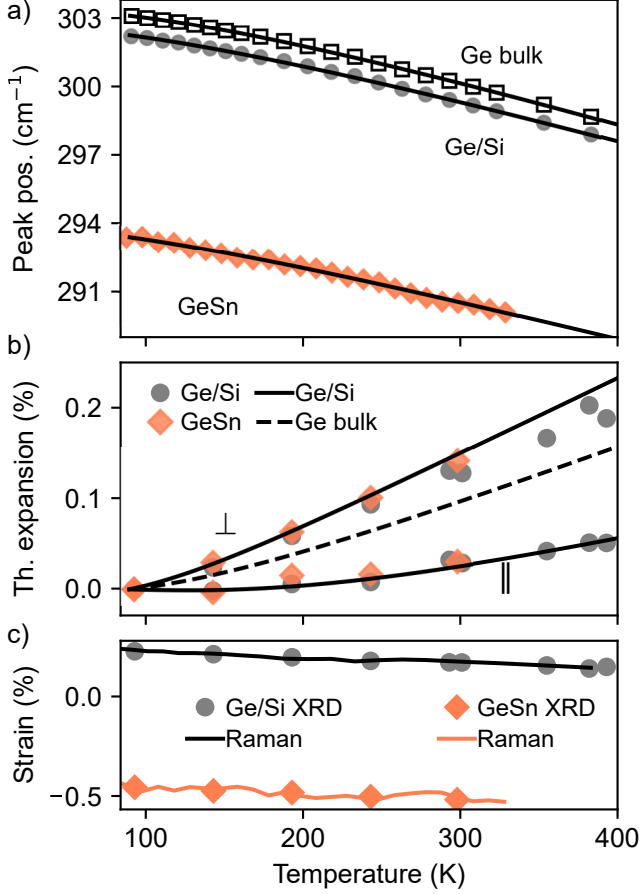 a)
303
300
297
294
291
Peak pos. (cm⁻¹)
Ge bulk
Ge/Si
GeSn
b)
0.2
0.1
0.0
Th. expansion (%)
Ge/Si
Ge/Si
GeSn
Ge bulk
⊥
∥
c)
0.0
−0.5
Strain (%)
Ge/Si XRD
GeSn XRD
Raman
Raman
100
200
300
400
Temperature (K)